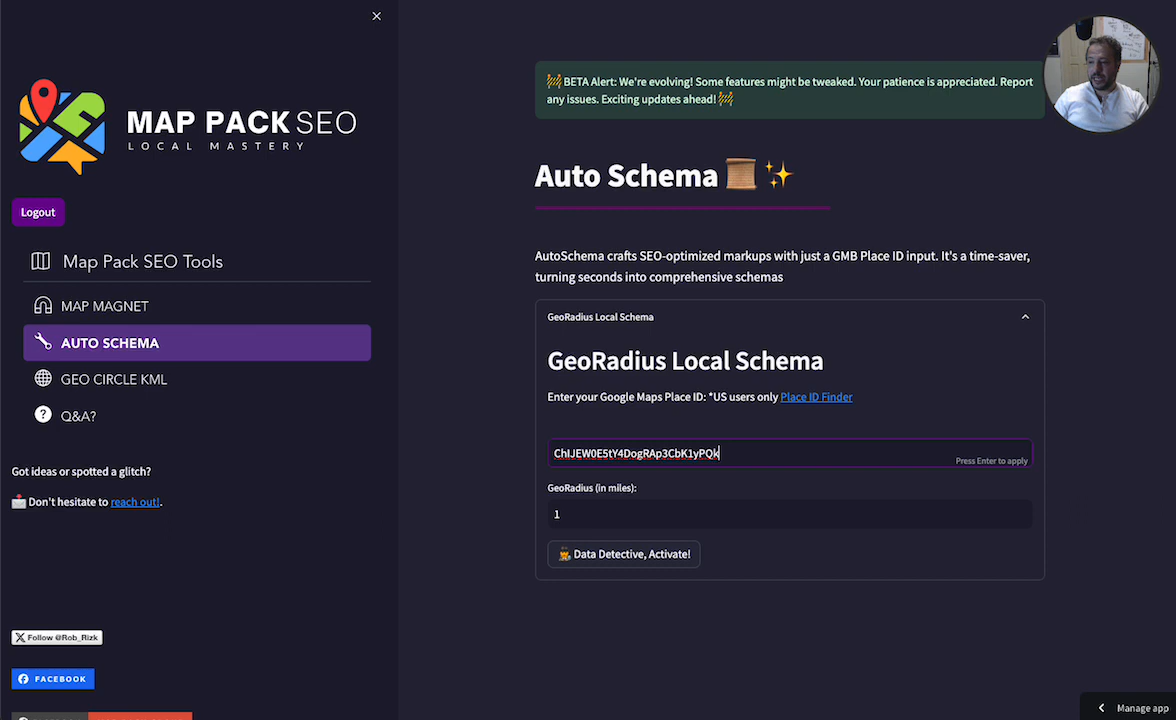 MAP PACK SEO
LOCAL MASTERY
Logout
Map Pack SEO Tools
MAP MAGNET
AUTO SCHEMA
GEO CIRCLE KML
Q&A?
Got ideas or spotted a glitch?
Don't hesitate to reach out!.
Follow @Rob_Rizk
FACEBOOK
BETA Alert: We're evolving! Some features might be tweaked. Your patience is appreciated. Report
any issues. Exciting updates ahead!
Auto Schema
AutoSchema crafts SEO-optimized markups with just a GMB Place ID input. It's a time-saver,
turning seconds into comprehensive schemas
GeoRadius Local Schema
GeoRadius Local Schema
Enter your Google Maps Place ID: *US users only Place ID Finder
ChIJEW0E5tY4DogRAp3CbK1yPQk
Press Enter to apply
GeoRadius (in miles):
1
Data Detective, Activate!
Manage app